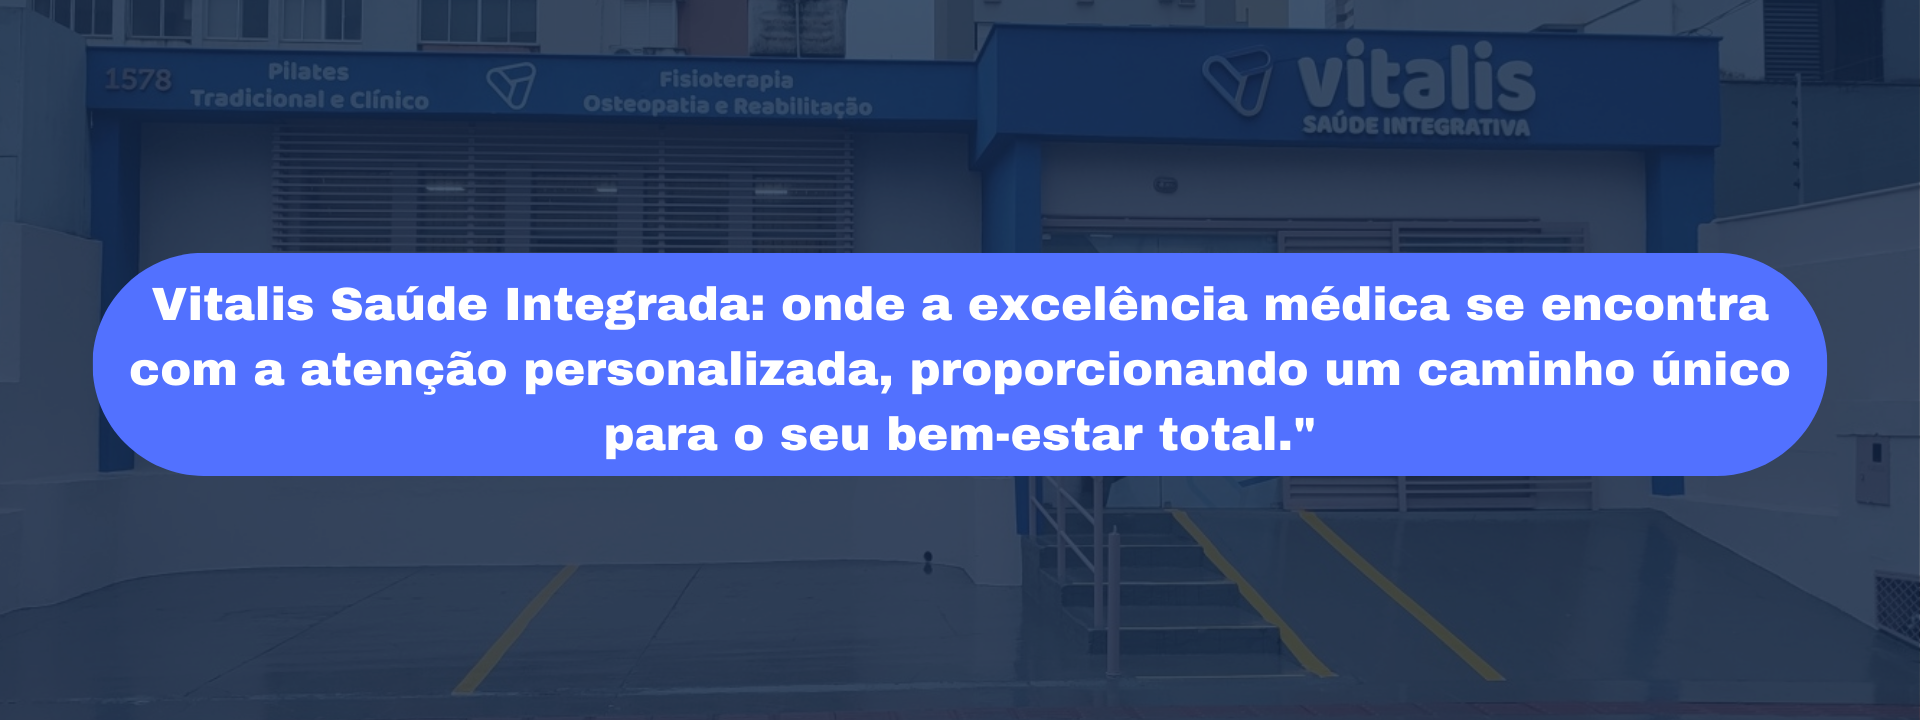 1578
Pilates
Tradicional e Clínico
Fisioterapia
Osteopatia e Reabilitação
vitalis
SAÚDE INTEGRATIVA
Vitalis Saúde Integrada: onde a excelência médica se encontra
com a atenção personalizada, proporcionando um caminho único
para o seu bem-estar total."